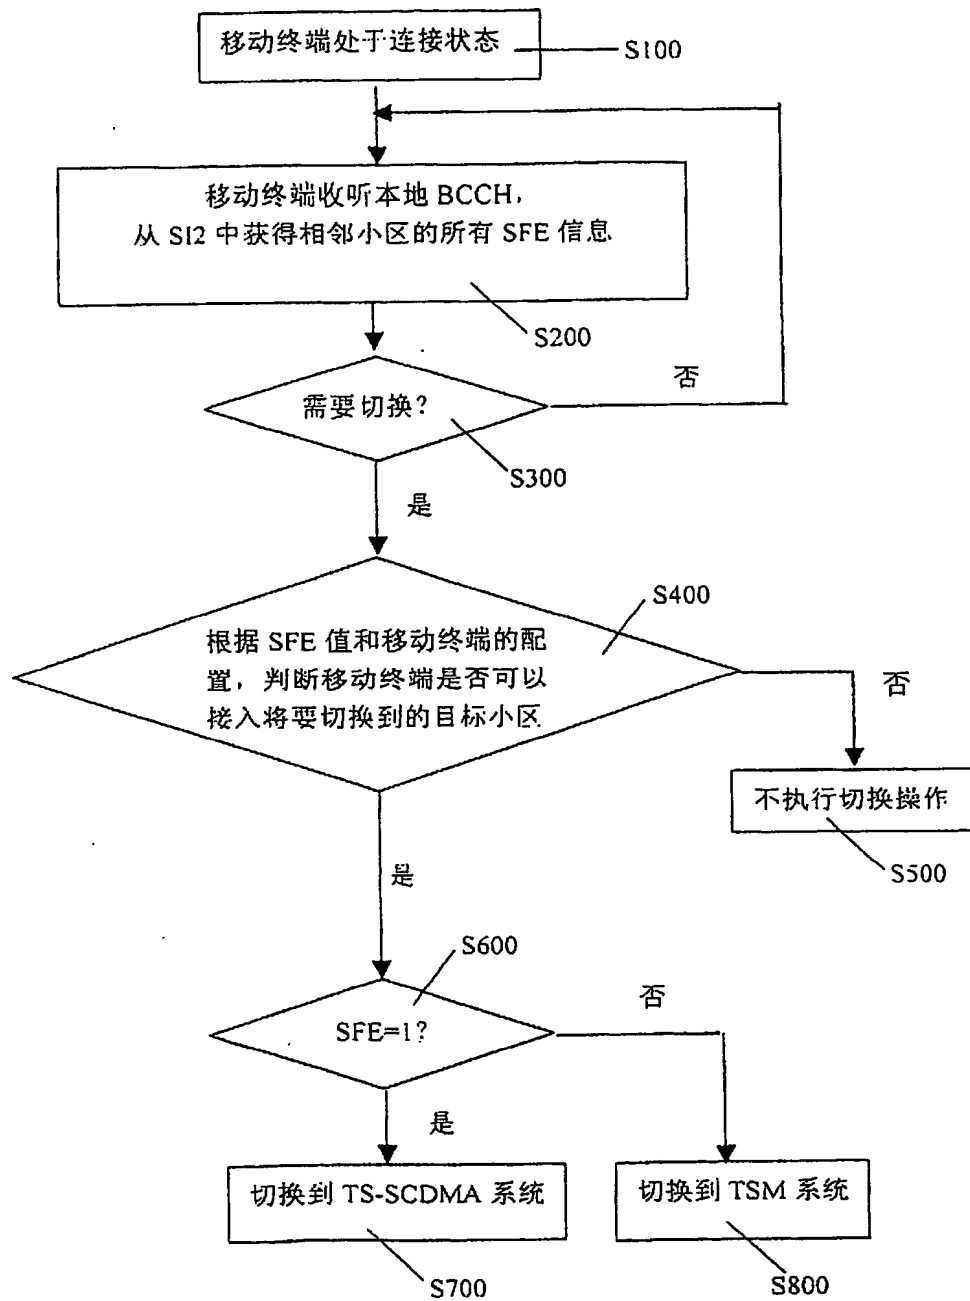 移动终端处于连接状态
S100
移动终端收听本地 BCCH，
从 SI2 中获得相邻小区的所有 SFE 信息
S200
否
需要切换？
S300
是
S400
根据 SFE 值和移动终端的配
置，判断移动终端是否可以
接入将要切换到的目标小区
否
不执行切换操作
S500
是
S600
否
SFE=1？
是
切换到 TS-SCDMA 系统
切换到 TSM 系统
S700
S800